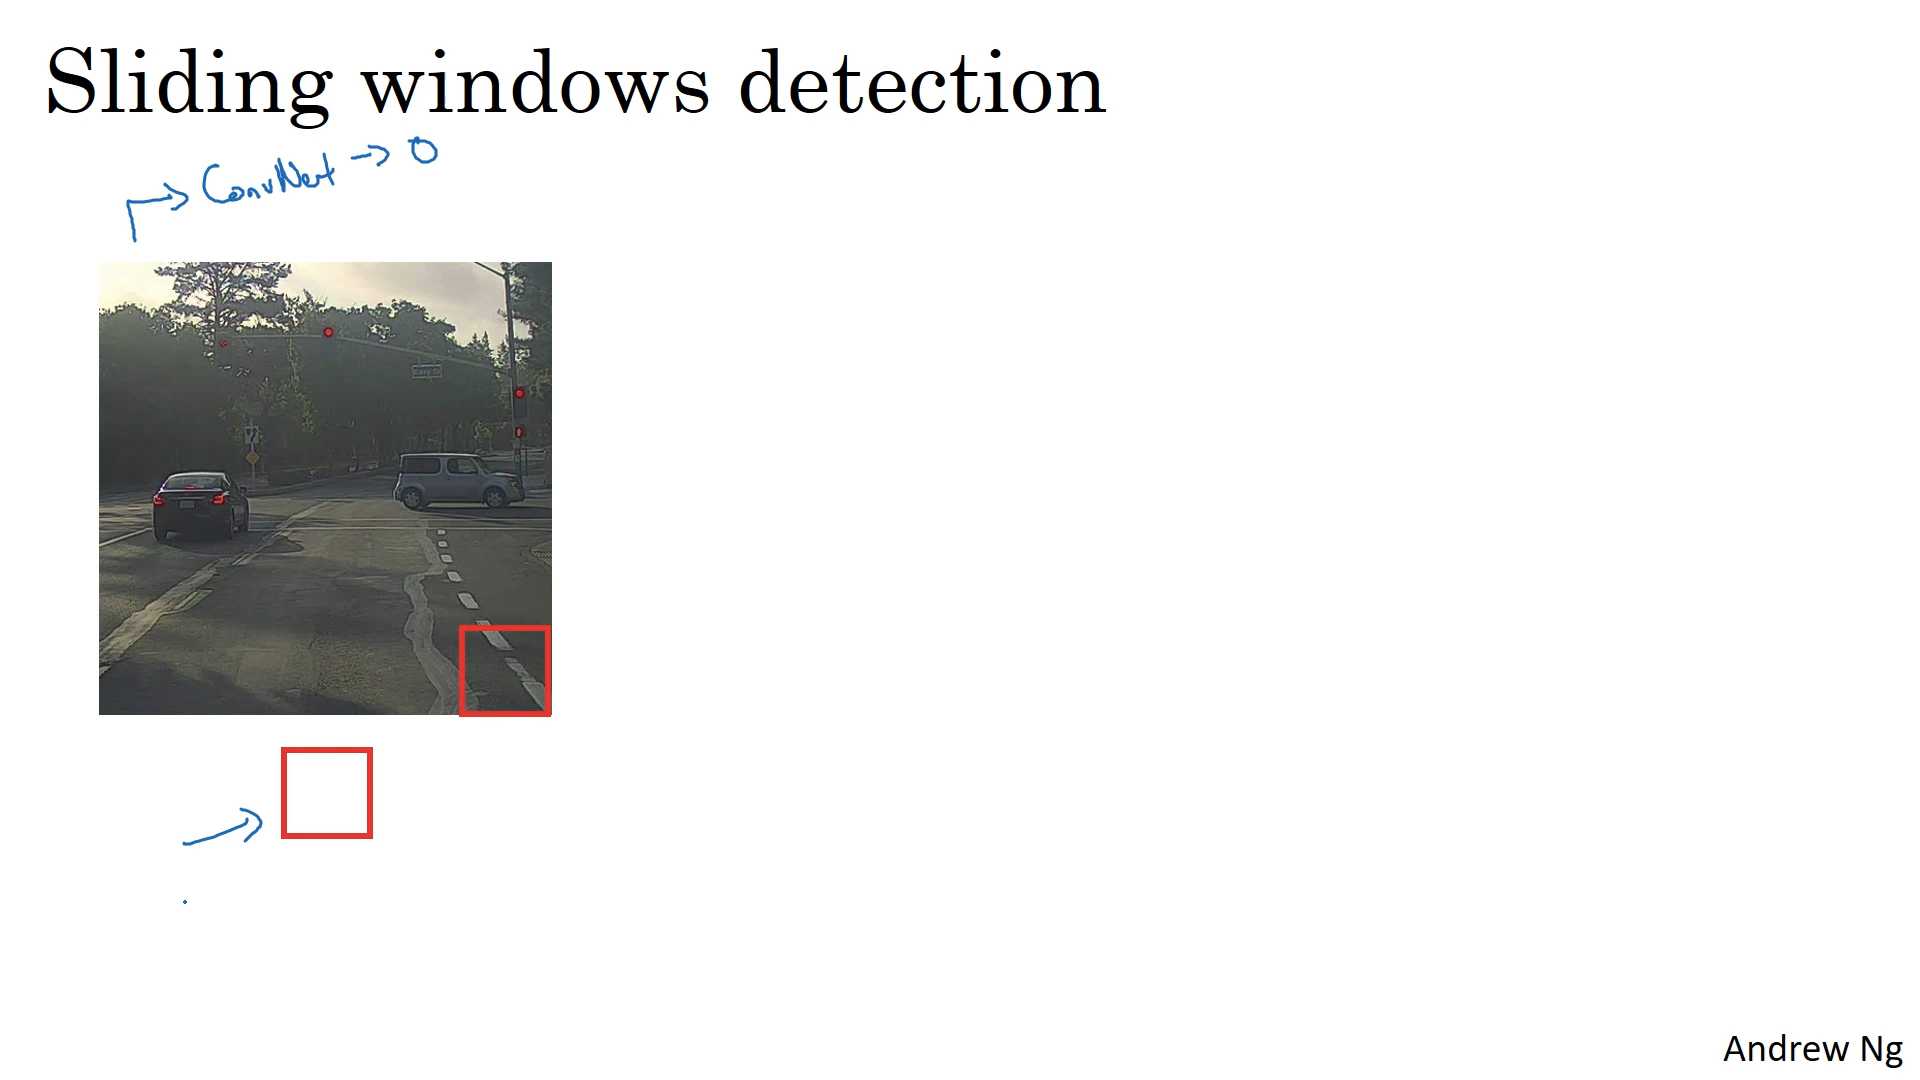 Sliding windows detection
ConvNet → 0
Andrew Ng